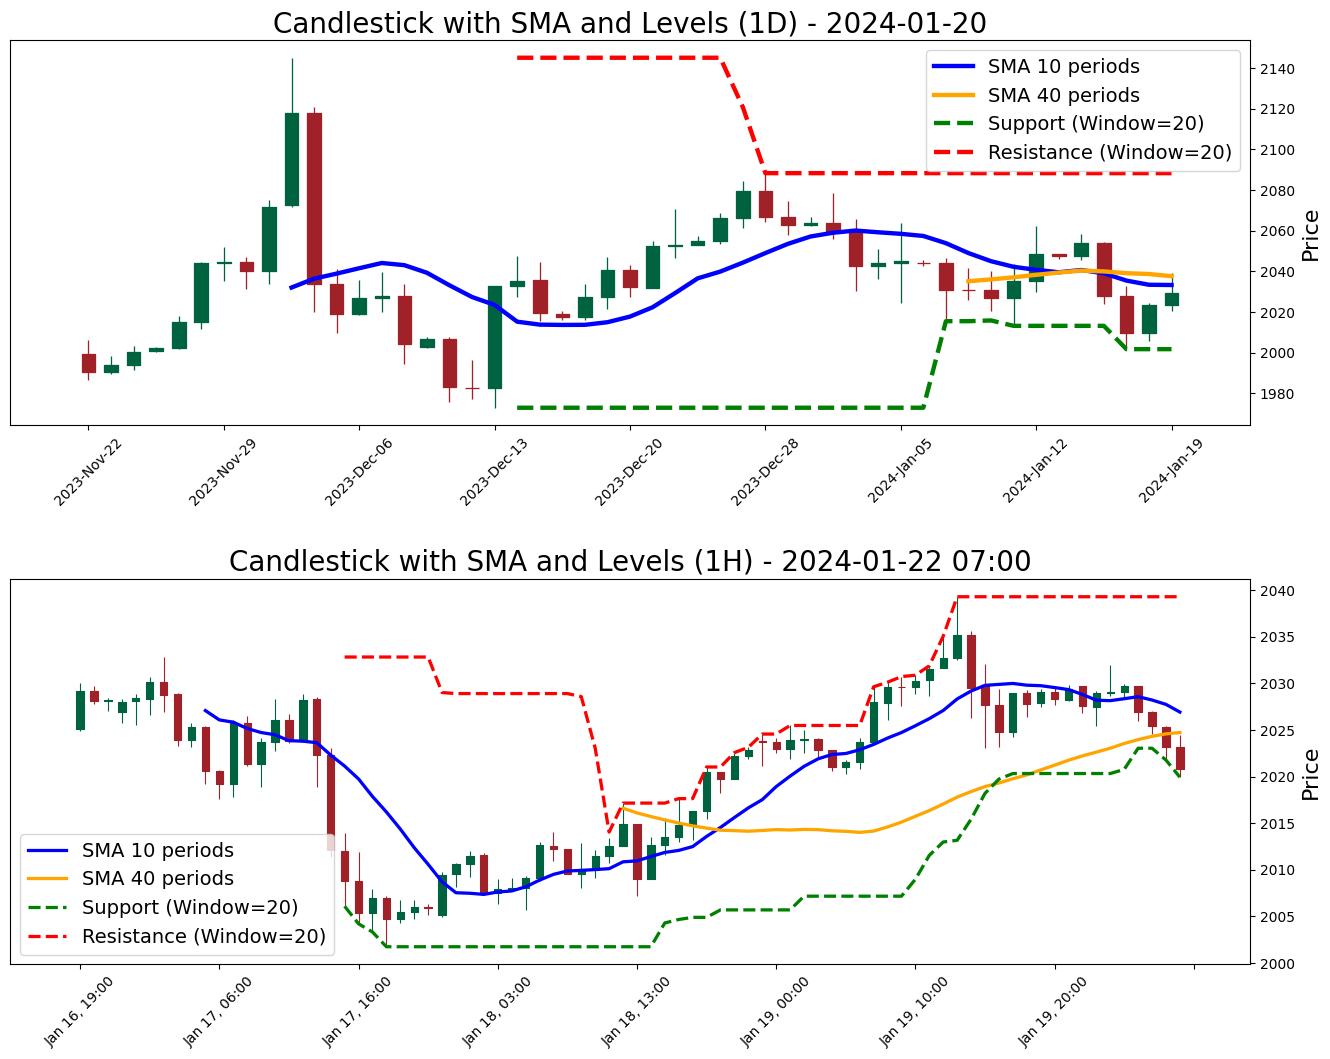 Candlestick with SMA and Levels (1D) - 2024-01-20
SMA 10 periods
SMA 40 periods
Support (Window=20)
Resistance (Window=20)
2140
2120
2100
2080
2060
2040
2020
2000
1980
Price
2023-Nov-22
2023-Nov-29
2023-Dec-06
2023-Dec-13
2023-Dec-20
2023-Dec-28
2024-Jan-05
2024-Jan-12
2024-Jan-19
Candlestick with SMA and Levels (1H) - 2024-01-22 07:00
2040
2035
2030
2025
2020
2015
2010
2005
2000
Price
SMA 10 periods
SMA 40 periods
Support (Window=20)
Resistance (Window=20)
Jan 16, 19:00
Jan 17, 06:00
Jan 17, 16:00
Jan 18, 03:00
Jan 18, 13:00
Jan 19, 00:00
Jan 19, 10:00
Jan 19, 20:00